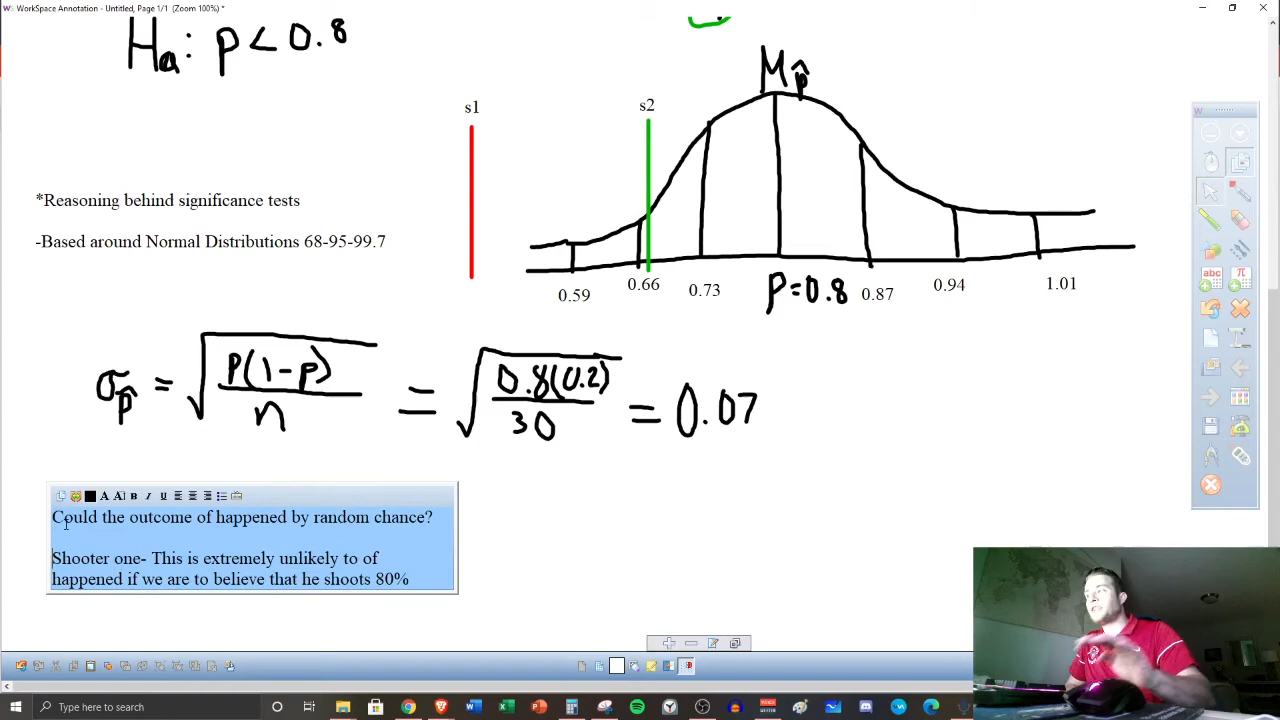 WorkSpace Annotation - Untitled, Page 1/1 (Zoom 100%) *
Ha: p < 0.8
Mp̂
s1
s2
*Reasoning behind significance tests
-Based around Normal Distributions 68-95-99.7
0.59
0.66
0.73
P=0.8
0.87
0.94
1.01
σp̂ = √P(1-p)/n = √0.8(0.2)/30 = 0.07
Could the outcome of happened by random chance?
Shooter one- This is extremely unlikely to of
happened if we are to believe that he shoots 80%
abc
π
Type here to search